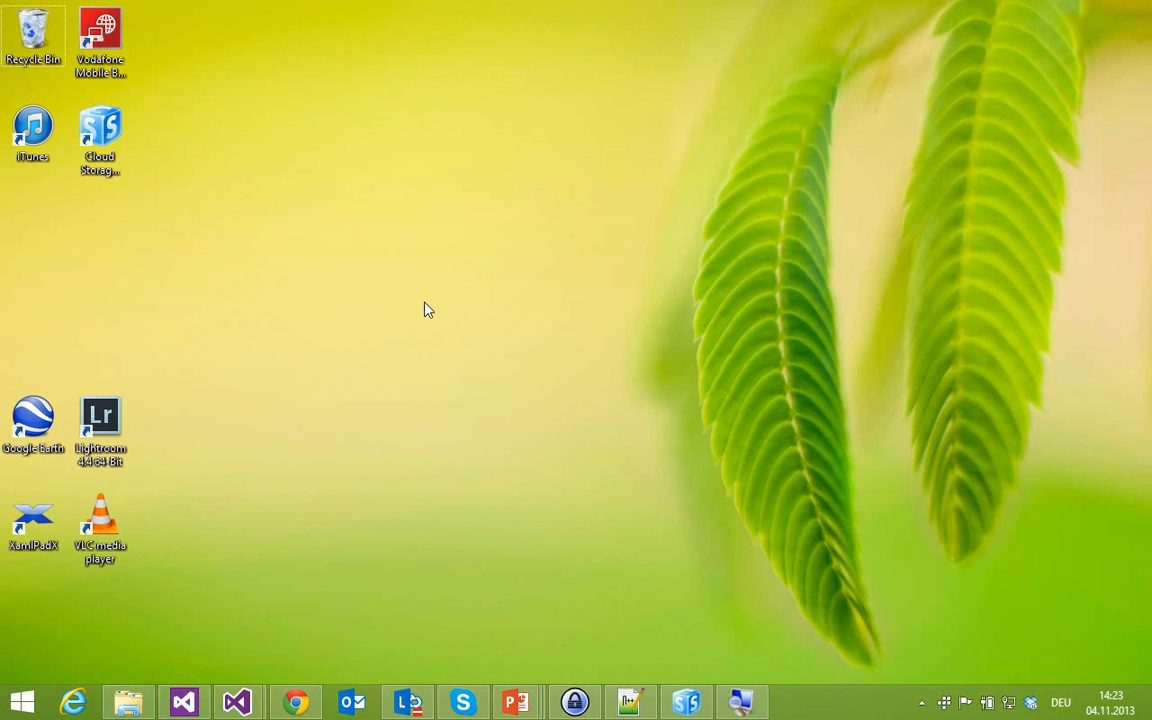 Recycle Bin
Vodafone
Mobile B...
iTunes
Cloud
Storag...
Google Earth
Lr
Lightroom
4.4 64-Bit
XamlPadX
VLC media
player
DEU
14:23
04.11.2013